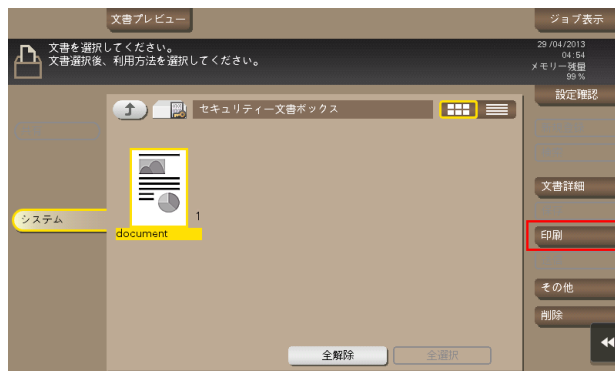 文書プレビュー
ジョブ表示
文書を選択してください。
文書選択後、利用方法を選択してください。
29/04/2013
04:54
メモリー残量
99 %
設定確認
セキュリティー文書ボックス
文書詳細
システム
1
document
印刷
その他
削除
全解除
全選択